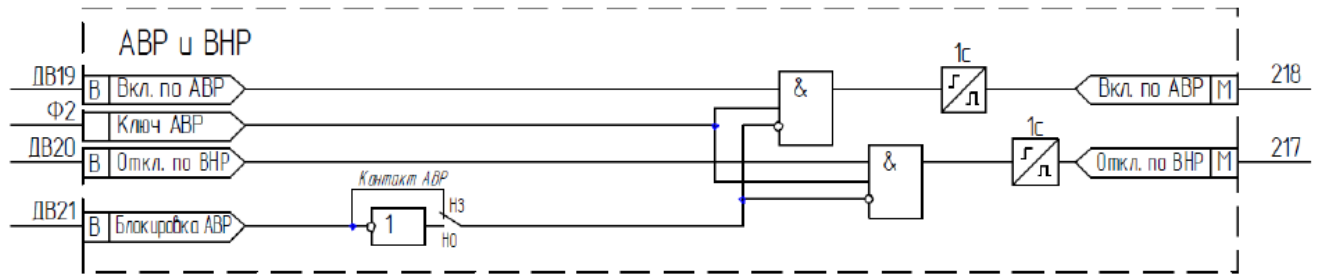 АВР и ВНР
ДВ19 В Вкл. по АВР & 1с Вкл. по АВР М 218
Ф2 Ключ АВР
ДВ20 В Откл. по ВНР & 1с Откл. по ВНР М 217
Контакт АВР
ДВ21 В Блокировка АВР 1 НЗ
НО